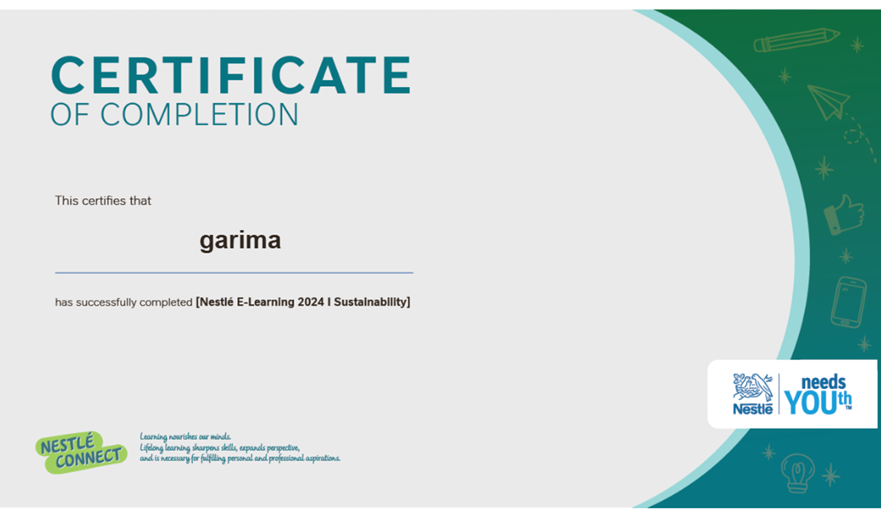 CERTIFICATE
OF COMPLETION
This certifies that
garima
has successfully completed [Nestlé E-Learning 2024 I Sustainability]
Nestlé
needs
YOUth
TM
NESTLÉ
CONNECT
Learning nourishes our minds.
Lifelong learning sharpens skills, expands perspective,
and is necessary for fulfilling personal and professional aspirations.